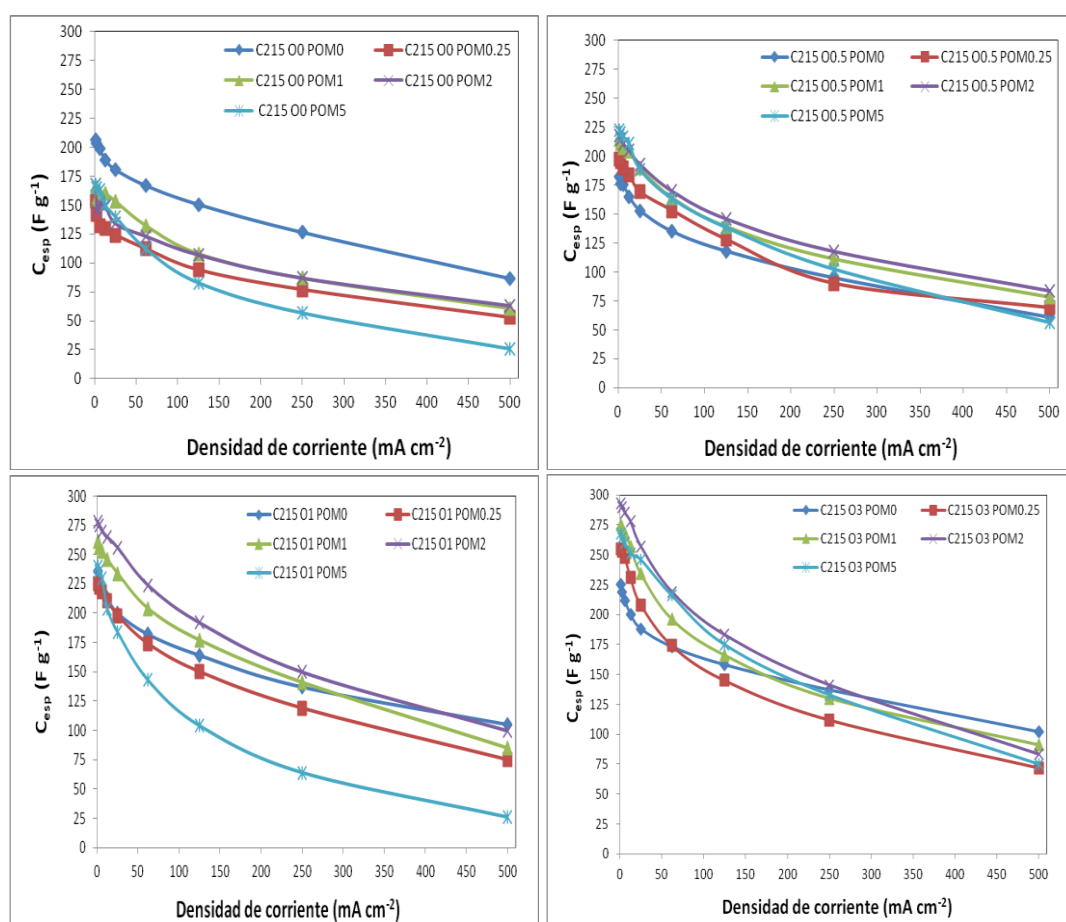 300
275
250
225
200
175
150
125
100
75
50
25
0
C215 O0 POM0 C215 O0 POM0.25
C215 O0 POM1 C215 O0 POM2
C215 O0 POM5
Cesp (F g-1)
0 50 100 150 200 250 300 350 400 450 500
Densidad de corriente (mA cm-2)
300
275
250
225
200
175
150
125
100
75
50
25
0
C215 O0.5 POM0 C215 O0.5 POM0.25
C215 O0.5 POM1 C215 O0.5 POM2
C215 O0.5 POM5
Cesp (F g-1)
0 50 100 150 200 250 300 350 400 450 500
Densidad de corriente (mA cm-2)
300
275
250
225
200
175
150
125
100
75
50
25
0
C215 O1 POM0 C215 O1 POM0.25
C215 O1 POM1 C215 O1 POM2
C215 O1 POM5
Cesp (F g-1)
0 50 100 150 200 250 300 350 400 450 500
Densidad de corriente (mA cm-2)
300
275
250
225
200
175
150
125
100
75
50
25
0
C215 O3 POM0 C215 O3 POM0.25
C215 O3 POM1 C215 O3 POM2
C215 O3 POM5
Cesp (F g-1)
0 50 100 150 200 250 300 350 400 450 500
Densidad de corriente (mA cm-2)